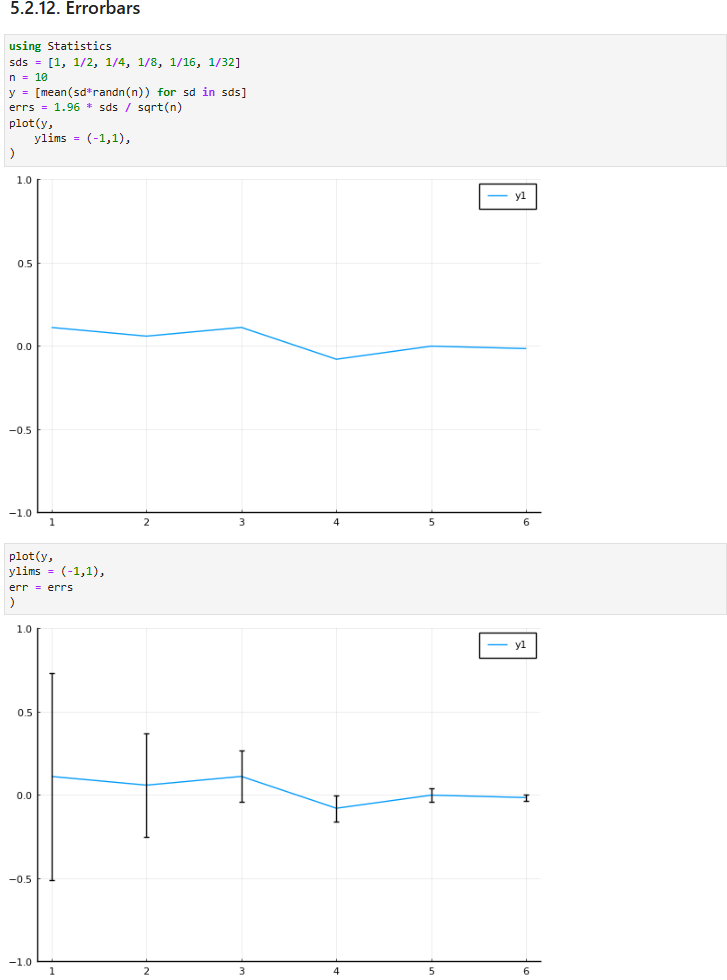 5.2.12. Errorbars
using Statistics
sds = [1, 1/2, 1/4, 1/8, 1/16, 1/32]
n = 10
y = [mean(sd*randn(n)) for sd in sds]
errs = 1.96 * sds / sqrt(n)
plot(y,
    ylims = (-1,1),
)
1.0
y1
0.5
0.0
−0.5
−1.0
1 2 3 4 5 6
plot(y,
ylims = (-1,1),
err = errs
)
1.0
y1
0.5
0.0
−0.5
−1.0
1 2 3 4 5 6